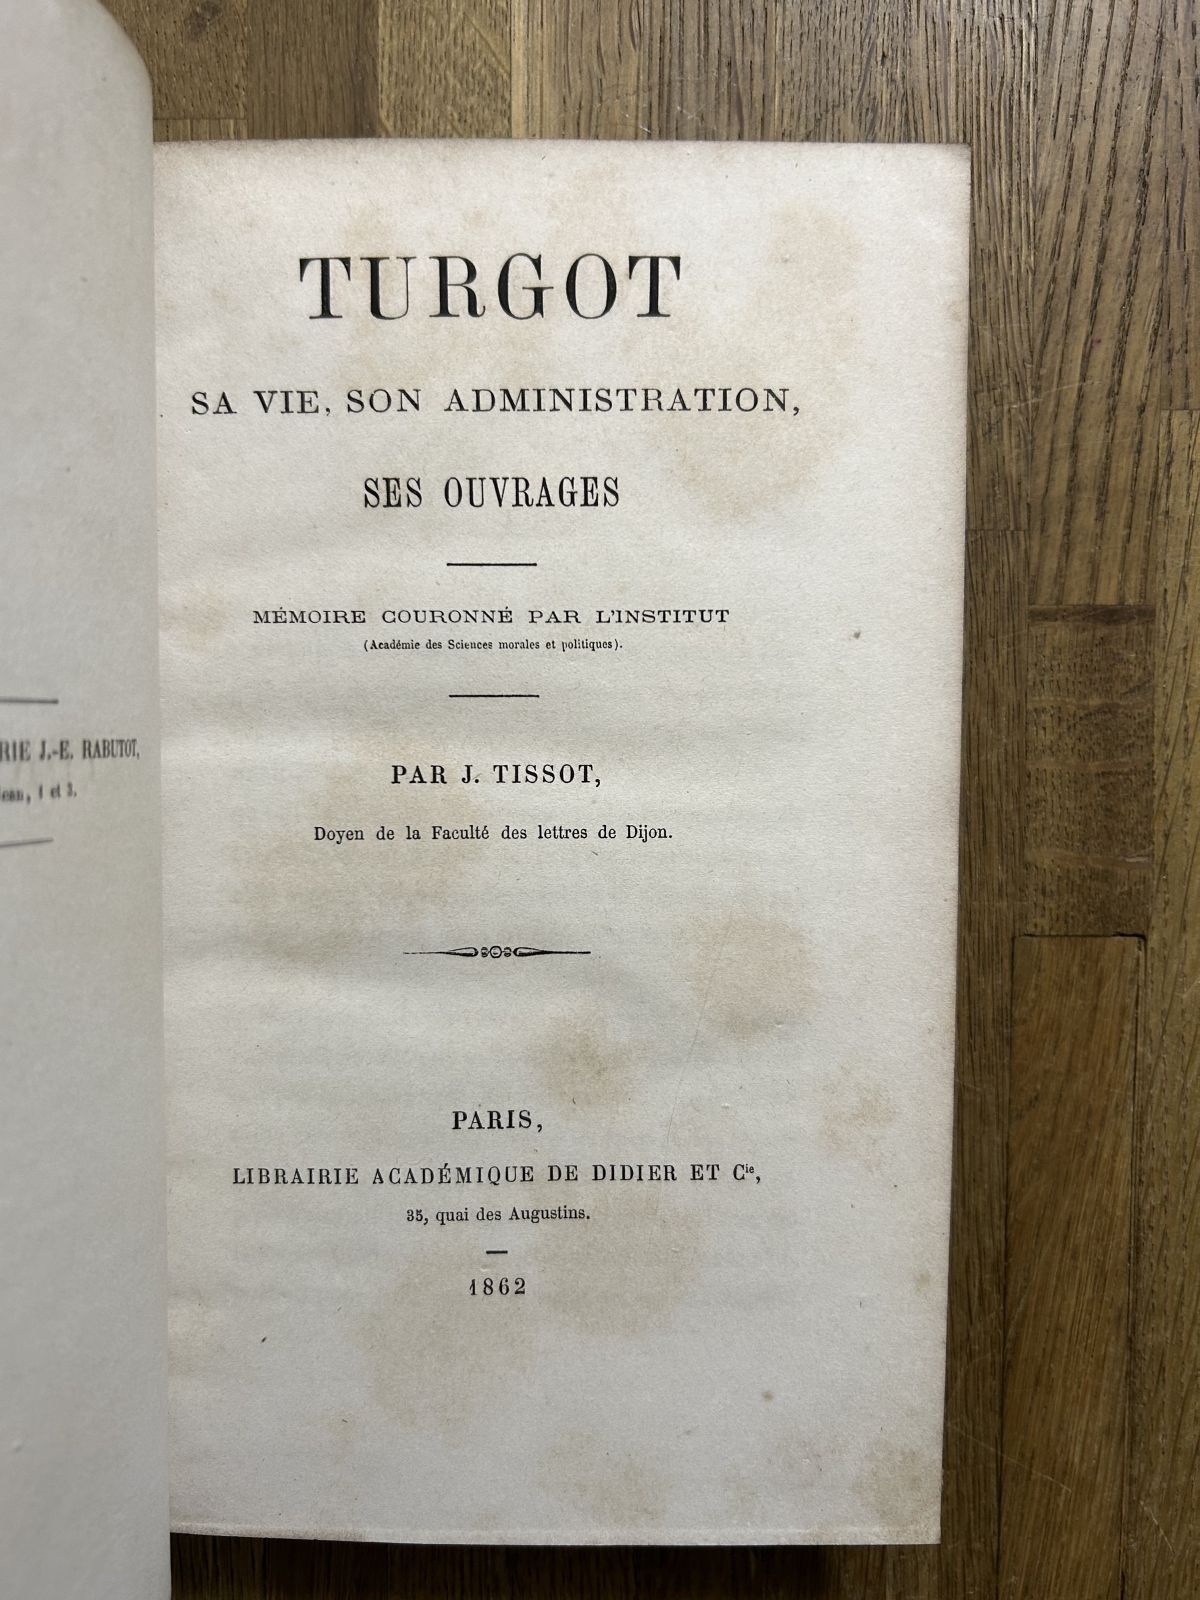 RIE J.-E. RABUTOT,
Jean, 1 et 3.
TURGOT
SA VIE, SON ADMINISTRATION,
SES OUVRAGES
MÉMOIRE COURONNÉ PAR L'INSTITUT
(Académie des Sciences morales et politiques).
PAR J. TISSOT,
Doyen de la Faculté des lettres de Dijon.
PARIS,
LIBRAIRIE ACADÉMIQUE DE DIDIER ET Cie,
35, quai des Augustins.
1862